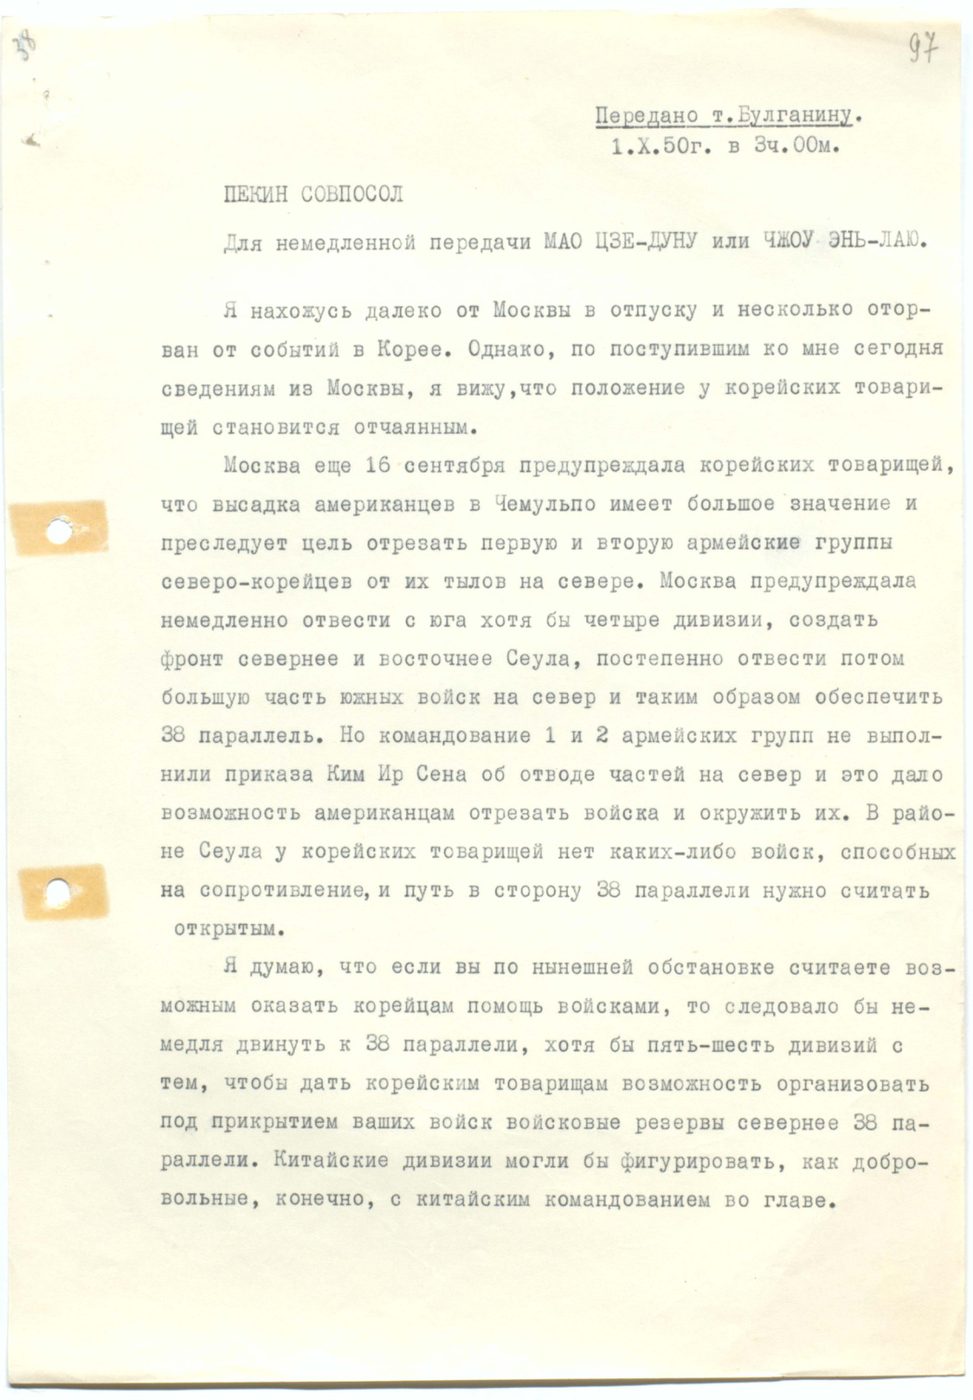 38
97
Передано т.Булганину.
1.X.50г. в 3ч.00м.
ПЕКИН СОВПОСОЛ
Для немедленной передачи МАО ЦЗЕ-ДУНУ или ЧЖОУ ЭНЬ-ЛАЮ.
Я нахожусь далеко от Москвы в отпуску и несколько отор-
ван от событий в Корее. Однако, по поступившим ко мне сегодня
сведениям из Москвы, я вижу,что положение у корейских товари-
щей становится отчаянным.
Москва еще 16 сентября предупреждала корейских товарищей,
что высадка американцев в Чемульпо имеет большое значение и
преследует цель отрезать первую и вторую армейские группы
северо-корейцев от их тылов на севере. Москва предупреждала
немедленно отвести с юга хотя бы четыре дивизии, создать
фронт севернее и восточнее Сеула, постепенно отвести потом
большую часть южных войск на север и таким образом обеспечить
38 параллель. Но командование 1 и 2 армейских групп не выпол-
нили приказа Ким Ир Сена об отводе частей на север и это дало
возможность американцам отрезать войска и окружить их. В райо-
не Сеула у корейских товарищей нет каких-либо войск, способных
на сопротивление, и путь в сторону 38 параллели нужно считать
открытым.
Я думаю, что если вы по нынешней обстановке считаете воз-
можным оказать корейцам помощь войсками, то следовало бы не-
медля двинуть к 38 параллели, хотя бы пять-шесть дивизий с
тем, чтобы дать корейским товарищам возможность организовать
под прикрытием ваших войск войсковые резервы севернее 38 па-
раллели. Китайские дивизии могли бы фигурировать, как добро-
вольные, конечно, с китайским командованием во главе.